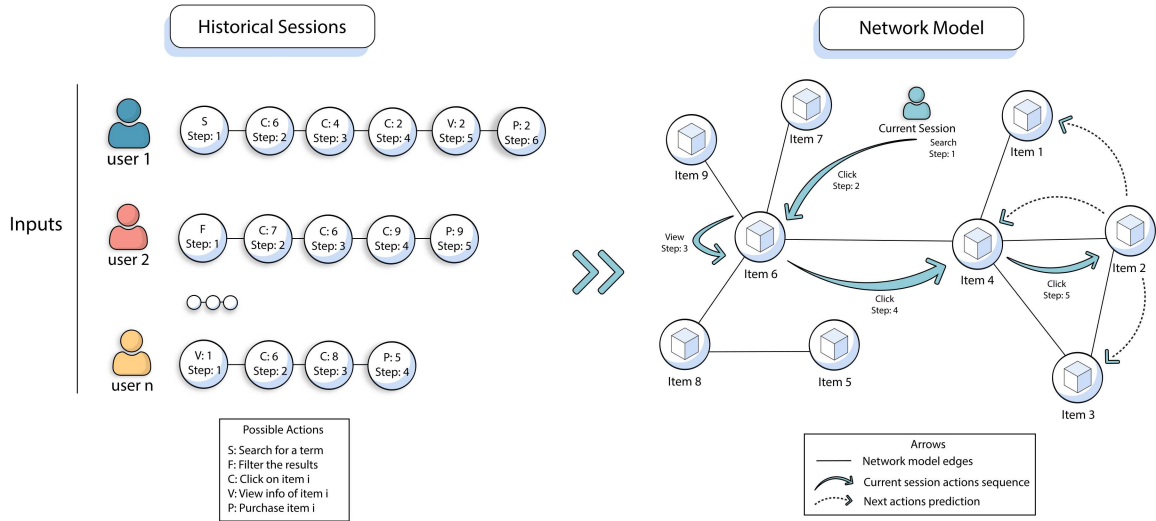 Historical Sessions
Inputs
user 1
S
Step: 1
C: 6
Step: 2
C: 4
Step: 3
C: 2
Step: 4
V: 2
Step: 5
P: 2
Step: 6
user 2
F
Step: 1
C: 7
Step: 2
C: 6
Step: 3
C: 9
Step: 4
P: 9
Step: 5
user n
V: 1
Step: 1
C: 6
Step: 2
C: 8
Step: 3
P: 5
Step: 4
Possible Actions
S: Search for a term
F: Filter the results
C: Click on item i
V: View info of item i
P: Purchase item i
Network Model
Item 7
Current Session
Search
Step: 1
Item 1
Item 9
Click
Step: 2
View
Step: 3
Item 6
Click
Step: 4
Item 4
Click
Step: 5
Item 2
Item 8
Item 5
Item 3
Arrows
Network model edges
Current session actions sequence
Next actions prediction